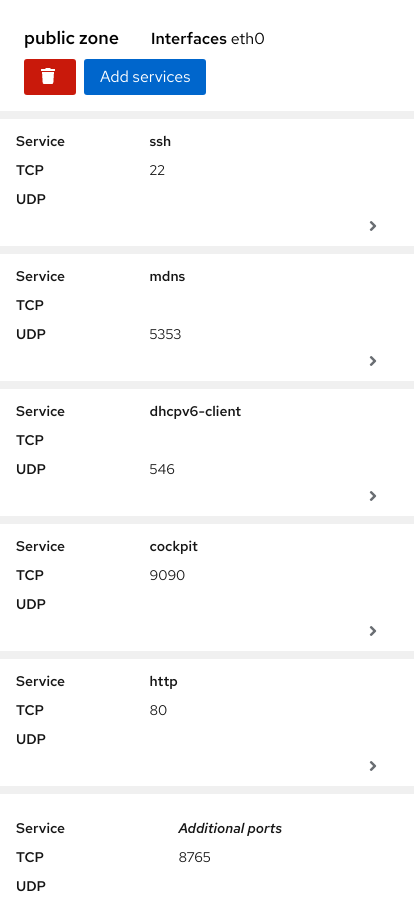 public zone Interfaces eth0
Add services
Service ssh
TCP 22
UDP
Service mdns
TCP
UDP 5353
Service dhcpv6-client
TCP
UDP 546
Service cockpit
TCP 9090
UDP
Service http
TCP 80
UDP
Service Additional ports
TCP 8765
UDP